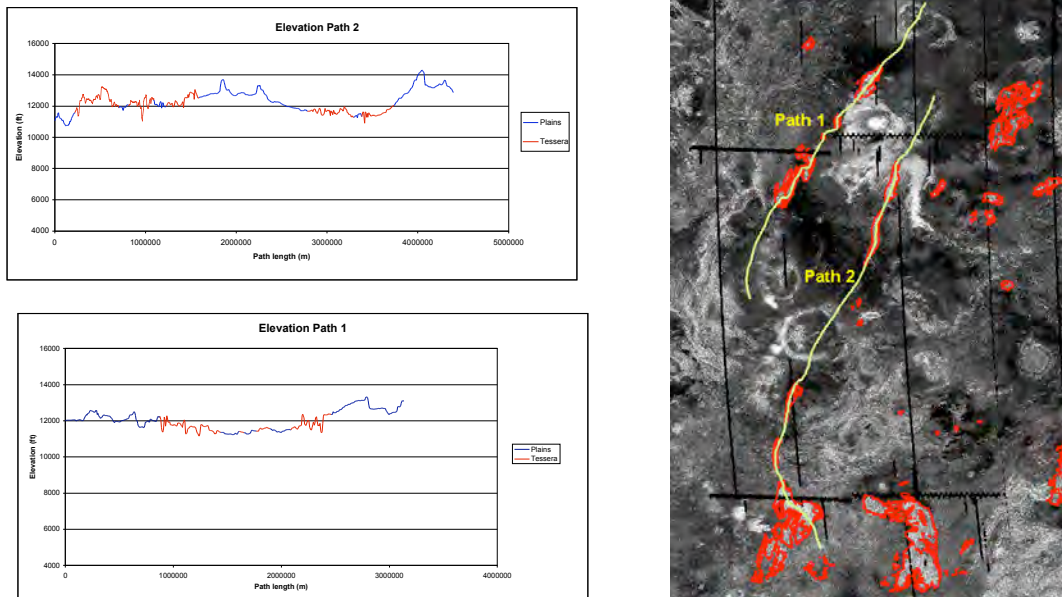 Elevation Path 2
16000
14000
12000
10000
8000
6000
4000
0 1000000 2000000 3000000 4000000 5000000
Elevation (ft)
Path length (m)
Plains
Tessera
Elevation Path 1
16000
14000
12000
10000
8000
6000
4000
0 1000000 2000000 3000000 4000000
Elevation (ft)
Path length (m)
Plains
Tessera
Path 1
Path 2